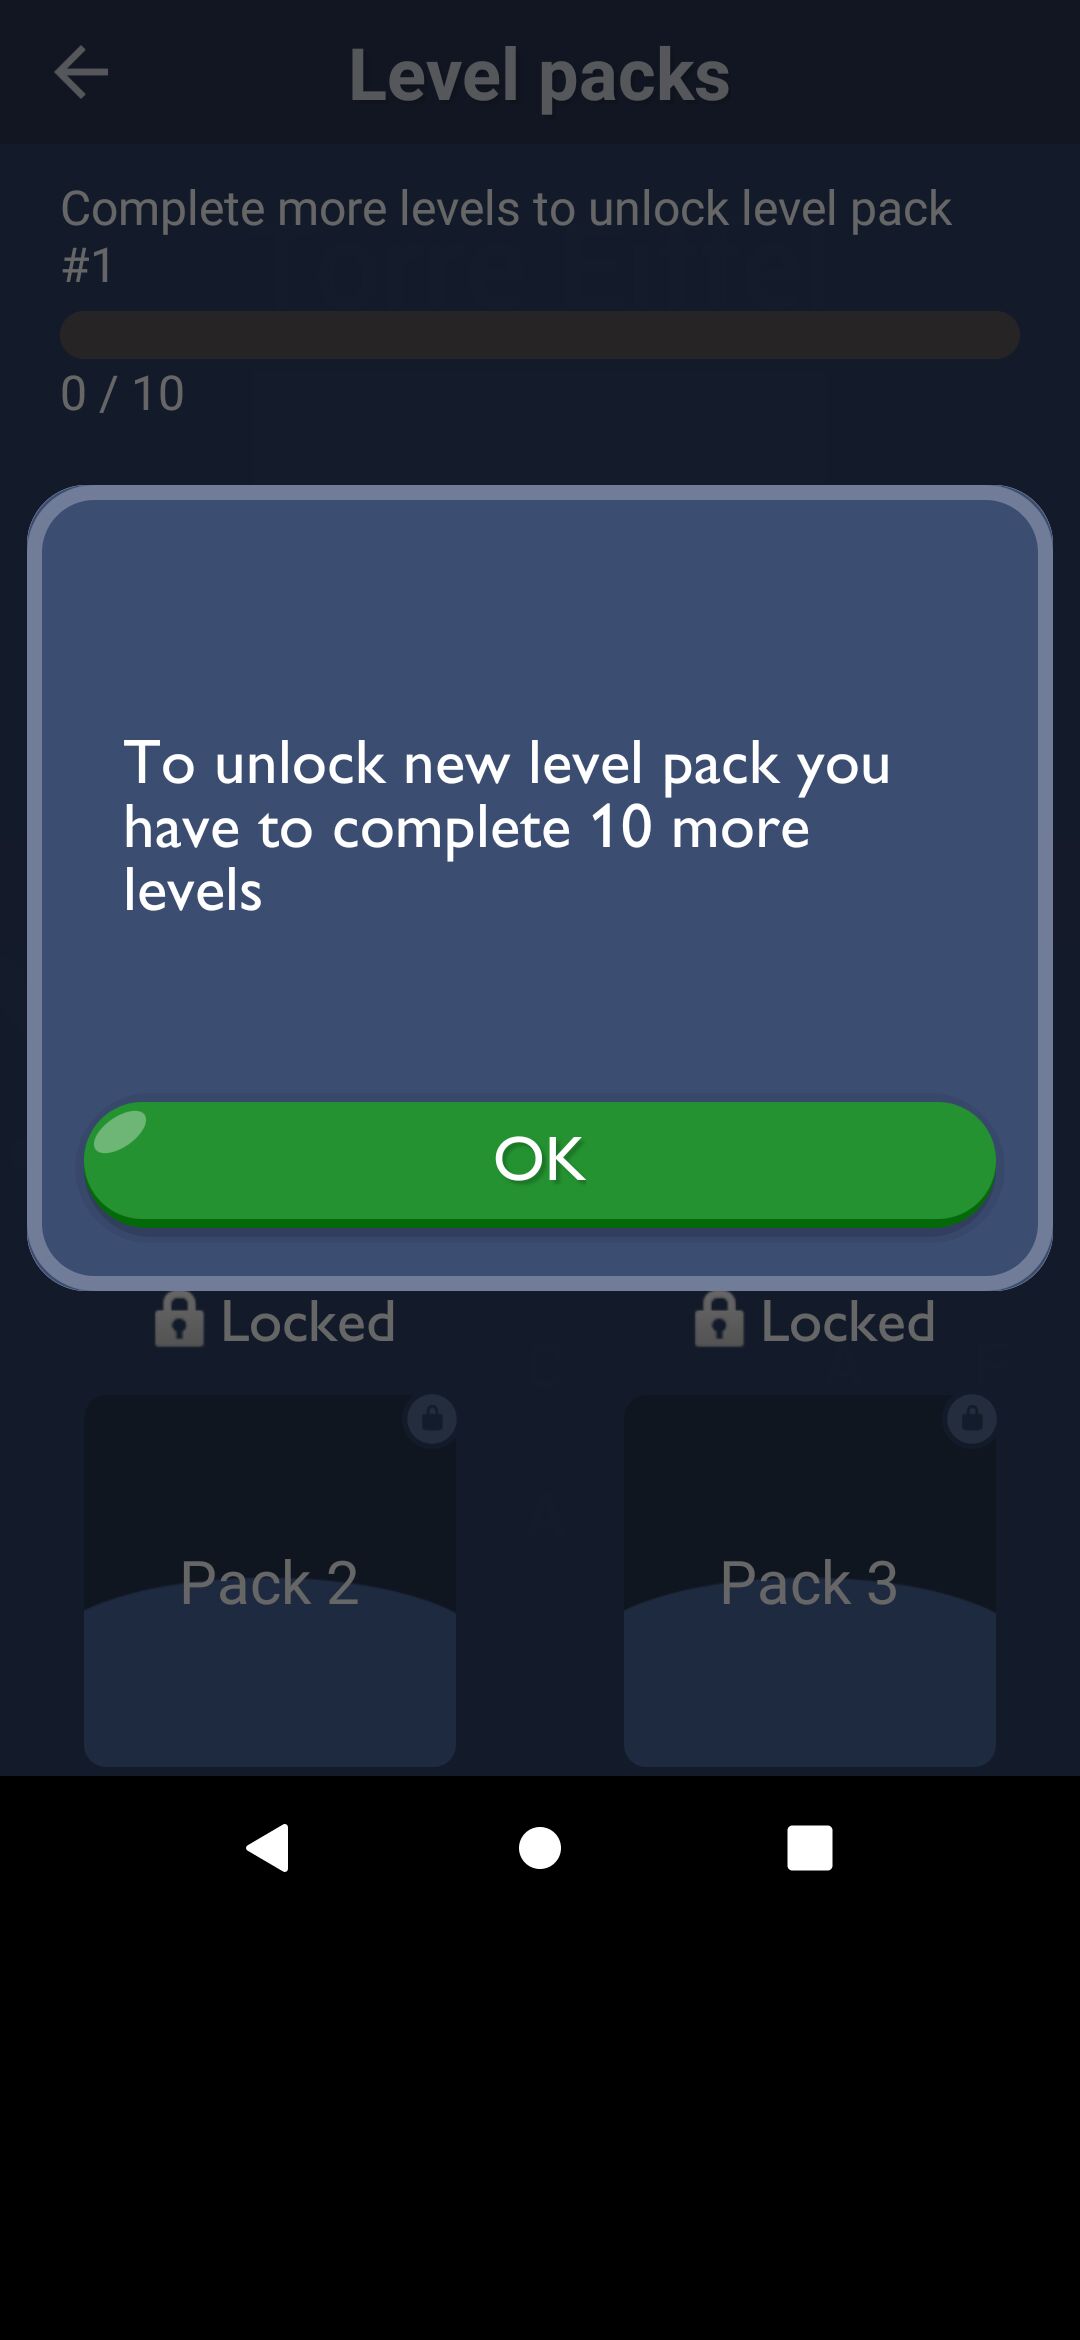 Level packs
Complete more levels to unlock level pack
#1
0 / 10
To unlock new level pack you
have to complete 10 more
levels
OK
Locked
Locked
Pack 2
Pack 3